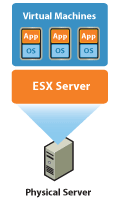 Virtual Machines
App App App
OS OS OS
ESX Server
Physical Server